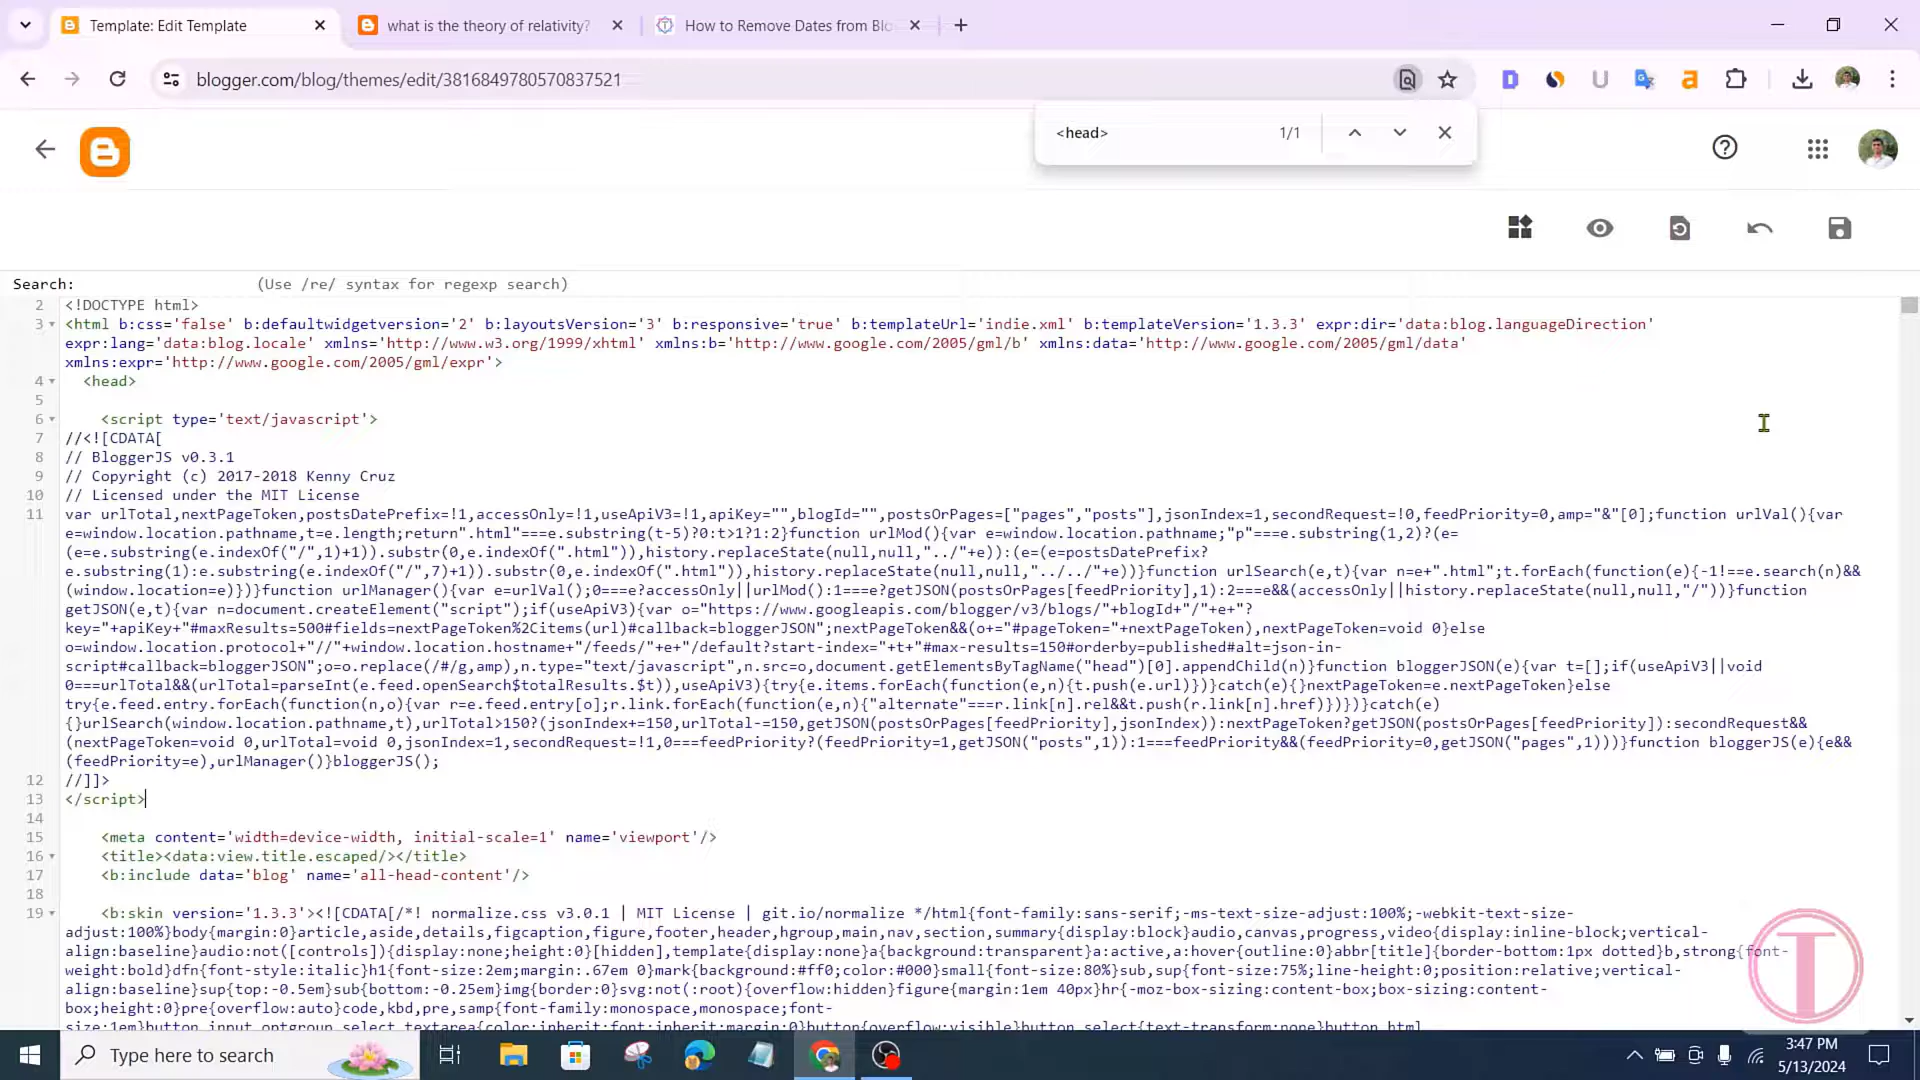 Template: Edit Template
what is the theory of relativity?
How to Remove Dates from Blo
blogger.com/blog/themes/edit/3816849780570837521
<head>
1/1
Search: (Use /re/ syntax for regexp search)
2 <!DOCTYPE html>
3 <html b:css='false' b:defaultwidgetversion='2' b:layoutsVersion='3' b:responsive='true' b:templateUrl='indie.xml' b:templateVersion='1.3.3' expr:dir='data:blog.languageDirection'
expr:lang='data:blog.locale' xmlns='http://www.w3.org/1999/xhtml' xmlns:b='http://www.google.com/2005/gml/b' xmlns:data='http://www.google.com/2005/gml/data'
xmlns:expr='http://www.google.com/2005/gml/expr'>
4 <head>
5
6 <script type='text/javascript'>
7 //<![CDATA[
8 // BloggerJS v0.3.1
9 // Copyright (c) 2017-2018 Kenny Cruz
10 // Licensed under the MIT License
11 var urlTotal,nextPageToken,postsDatePrefix=!1,accessOnly=!1,useApiV3=!1,apiKey="",blogId="",postsOrPages=["pages","posts"],jsonIndex=1,secondRequest=!0,feedPriority=0,amp="&"[0];function urlVal(){var
e=window.location.pathname,t=e.length;return".html"===e.substring(t-5)?0:t>1?1:2}function urlMod(){var e=window.location.pathname;"p"===e.substring(1,2)?(e=
(e=e.substring(e.indexOf("/",1)+1)).substr(0,e.indexOf(".html")),history.replaceState(null,null,"../"+e)):(e=(e=postsDatePrefix?
e.substring(1):e.substring(e.indexOf("/",7)+1)).substr(0,e.indexOf(".html")),history.replaceState(null,null,"../../"+e))}function urlSearch(e,t){var n=e+".html";t.forEach(function(e){-1!==e.search(n)&&
(window.location=e)})}function urlManager(){var e=urlVal();0===e?accessOnly||urlMod():1===e?getJSON(postsOrPages[feedPriority],1):2===e&&(accessOnly||history.replaceState(null,null,"/"))}function
getJSON(e,t){var n=document.createElement("script");if(useApiV3){var o="https://www.googleapis.com/blogger/v3/blogs/"+blogId+"/"+e+"?
key="+apiKey+"#maxResults=500#fields=nextPageToken%2Citems(url)#callback=bloggerJSON";nextPageToken&&(o+="#pageToken="+nextPageToken),nextPageToken=void 0}else
o=window.location.protocol+"//"+window.location.hostname+"/feeds/"+e+"/default?start-index="+t+"#max-results=150#orderby=published#alt=json-in-
script#callback=bloggerJSON";o=o.replace(/#/g,amp),n.type="text/javascript",n.src=o,document.getElementsByTagName("head")[0].appendChild(n)}function bloggerJSON(e){var t=[];if(useApiV3||void
0===urlTotal&&(urlTotal=parseInt(e.feed.openSearch$totalResults.$t)),useApiV3){try{e.items.forEach(function(e,n){t.push(e.url)})}catch(e){}nextPageToken=e.nextPageToken}else
try{e.feed.entry.forEach(function(n,o){var r=e.feed.entry[o];r.link.forEach(function(e,n){"alternate"===r.link[n].rel&&t.push(r.link[n].href)})})}catch(e)
{}urlSearch(window.location.pathname,t),urlTotal>150?(jsonIndex+=150,urlTotal-=150,getJSON(postsOrPages[feedPriority],jsonIndex)):nextPageToken?getJSON(postsOrPages[feedPriority]):secondRequest&&
(nextPageToken=void 0,urlTotal=void 0,jsonIndex=1,secondRequest=!1,0===feedPriority?(feedPriority=1,getJSON("posts",1)):1===feedPriority&&(feedPriority=0,getJSON("pages",1)))}function bloggerJS(e){e&&
(feedPriority=e),urlManager()}bloggerJS();
12 //]]>
13 </script>
14
15 <meta content='width=device-width, initial-scale=1' name='viewport'/>
16 <title><data:view.title.escaped/></title>
17 <b:include data='blog' name='all-head-content'/>
18
19 <b:skin version='1.3.3'><![CDATA[/*! normalize.css v3.0.1 | MIT License | git.io/normalize */html{font-family:sans-serif;-ms-text-size-adjust:100%;-webkit-text-size-
adjust:100%}body{margin:0}article,aside,details,figcaption,figure,footer,header,hgroup,main,nav,section,summary{display:block}audio,canvas,progress,video{display:inline-block;vertical-
align:baseline}audio:not([controls]){display:none;height:0}[hidden],template{display:none}a{background:transparent}a:active,a:hover{outline:0}abbr[title]{border-bottom:1px dotted}b,strong{font-
weight:bold}dfn{font-style:italic}h1{font-size:2em;margin:.67em 0}mark{background:#ff0;color:#000}small{font-size:80%}sub,sup{font-size:75%;line-height:0;position:relative;vertical-
align:baseline}sup{top:-0.5em}sub{bottom:-0.25em}img{border:0}svg:not(:root){overflow:hidden}figure{margin:1em 40px}hr{-moz-box-sizing:content-box;box-sizing:content-
box;height:0}pre{overflow:auto}code,kbd,pre,samp{font-family:monospace,monospace;font-
size:1em}button,input,optgroup,select,textarea{color:inherit;font:inherit;margin:0}button{overflow:visible}button,select{text-transform:none}button,html
T
Type here to search
3:47 PM
5/13/2024